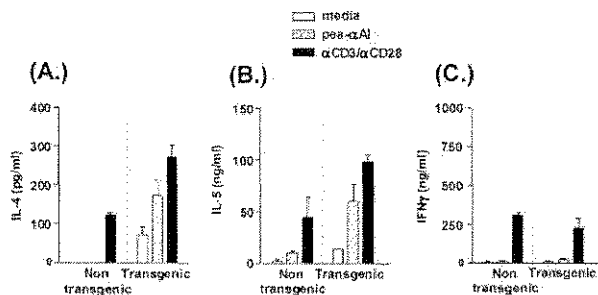 media
pea-αAI
αCD3/αCD28
(A.)
(B.)
(C.)
400
300
200
100
0
IL-4 (pg/ml)
Non transgenic
Transgenic
150
100
50
0
IL-5 (ng/ml)
Non transgenic
Transgenic
1000
750
500
250
0
IFNγ (ng/ml)
Non transgenic
Transgenic